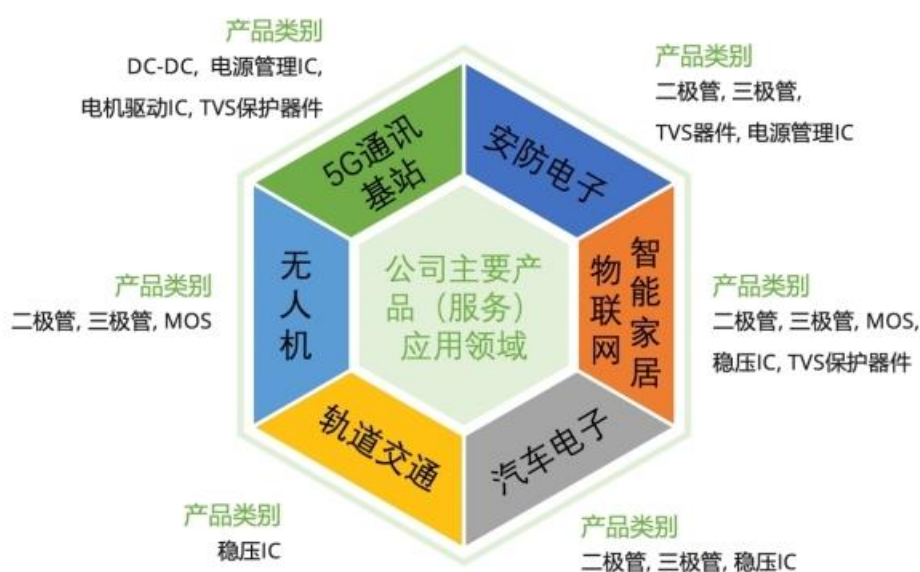 产品类别
DC-DC, 电源管理IC,
电机驱动IC, TVS保护器件
产品类别
二极管, 三极管,
TVS器件, 电源管理IC
5G通讯
基站
安防电子
无人机
公司主要产
品（服务）
应用领域
智能家居
物联网
产品类别
二极管, 三极管, MOS
产品类别
二极管, 三极管, MOS,
稳压IC, TVS保护器件
轨道交通
汽车电子
产品类别
稳压IC
产品类别
二极管, 三极管, 稳压IC